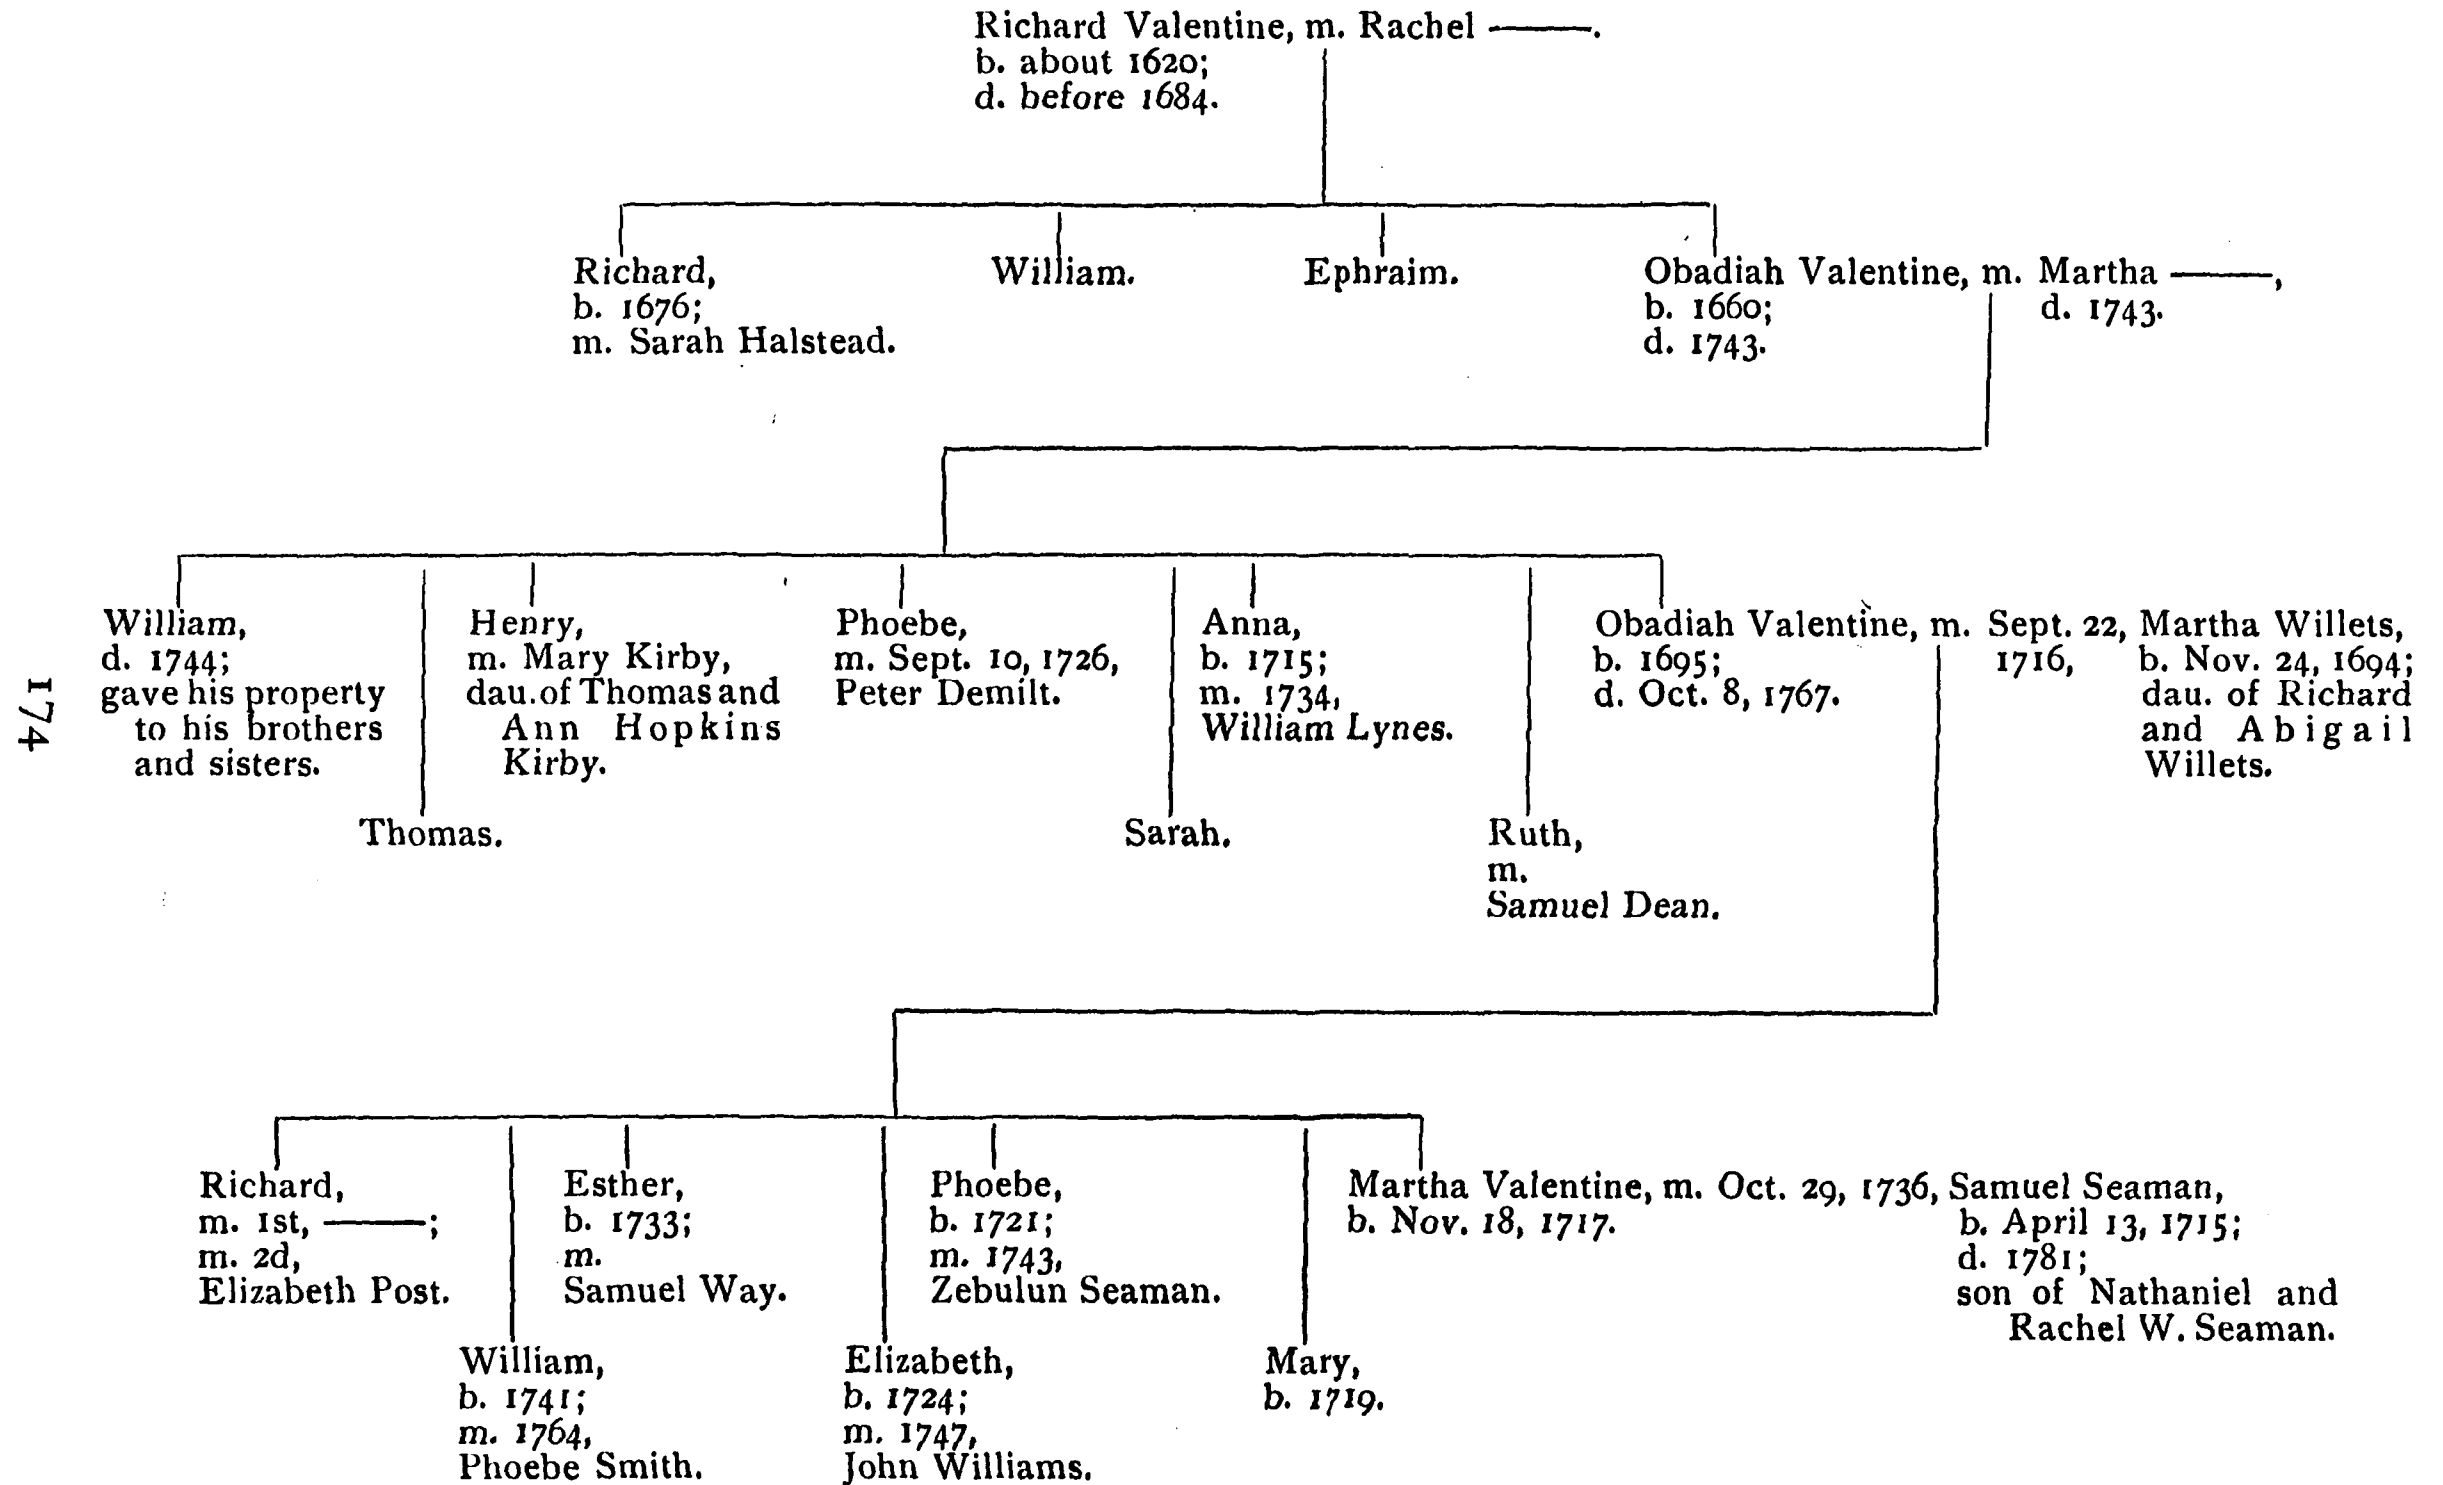 Richard Valentine, m. Rachel ———.
b. about 1620;
d. before 1684.
Richard,
b. 1676;
m. Sarah Halstead.
William.
Ephraim.
Obadiah Valentine, m. Martha ———,
b. 1660;
d. 1743.
d. 1743.
William,
d. 1744;
gave his property
to his brothers
and sisters.
Thomas.
Henry,
m. Mary Kirby,
dau. of Thomas and
Ann Hopkins
Kirby.
Phoebe,
m. Sept. 10, 1726,
Peter Demilt.
Sarah.
Anna,
b. 1715;
m. 1734,
William Lynes.
Ruth,
m.
Samuel Dean.
Obadiah Valentine, m. Sept. 22, Martha Willets,
b. 1695;
d. Oct. 8, 1767.
1716,
b. Nov. 24, 1694;
dau. of Richard
and Abigail
Willets.
174
Richard,
m. 1st, ———;
m. 2d,
Elizabeth Post.
William,
b. 1741;
m. 1764,
Phoebe Smith.
Esther,
b. 1733;
m.
Samuel Way.
Elizabeth,
b. 1724;
m. 1747,
John Williams.
Phoebe,
b. 1721;
m. 1743,
Zebulun Seaman.
Mary,
b. 1719.
Martha Valentine, m. Oct. 29, 1736, Samuel Seaman,
b. Nov. 18, 1717.
b. April 13, 1715;
d. 1781;
son of Nathaniel and
Rachel W. Seaman.